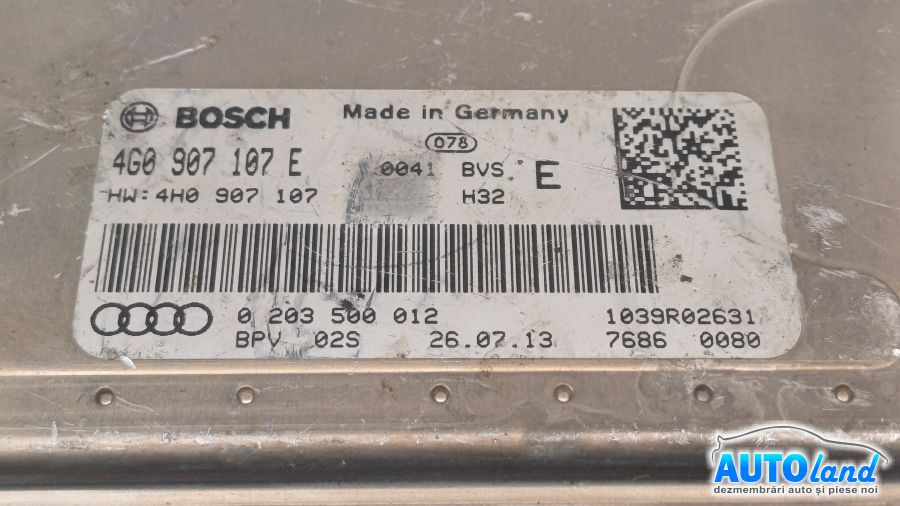 BOSCH Made in Germany
078
4G0 907 107 E 0041 BVS E
HW: 4H0 907 107 H32
0 203 500 012 1039R02631
BPV 02S 26.07.13 7686 0080
AUTOland
dezmembrări auto și piese noi